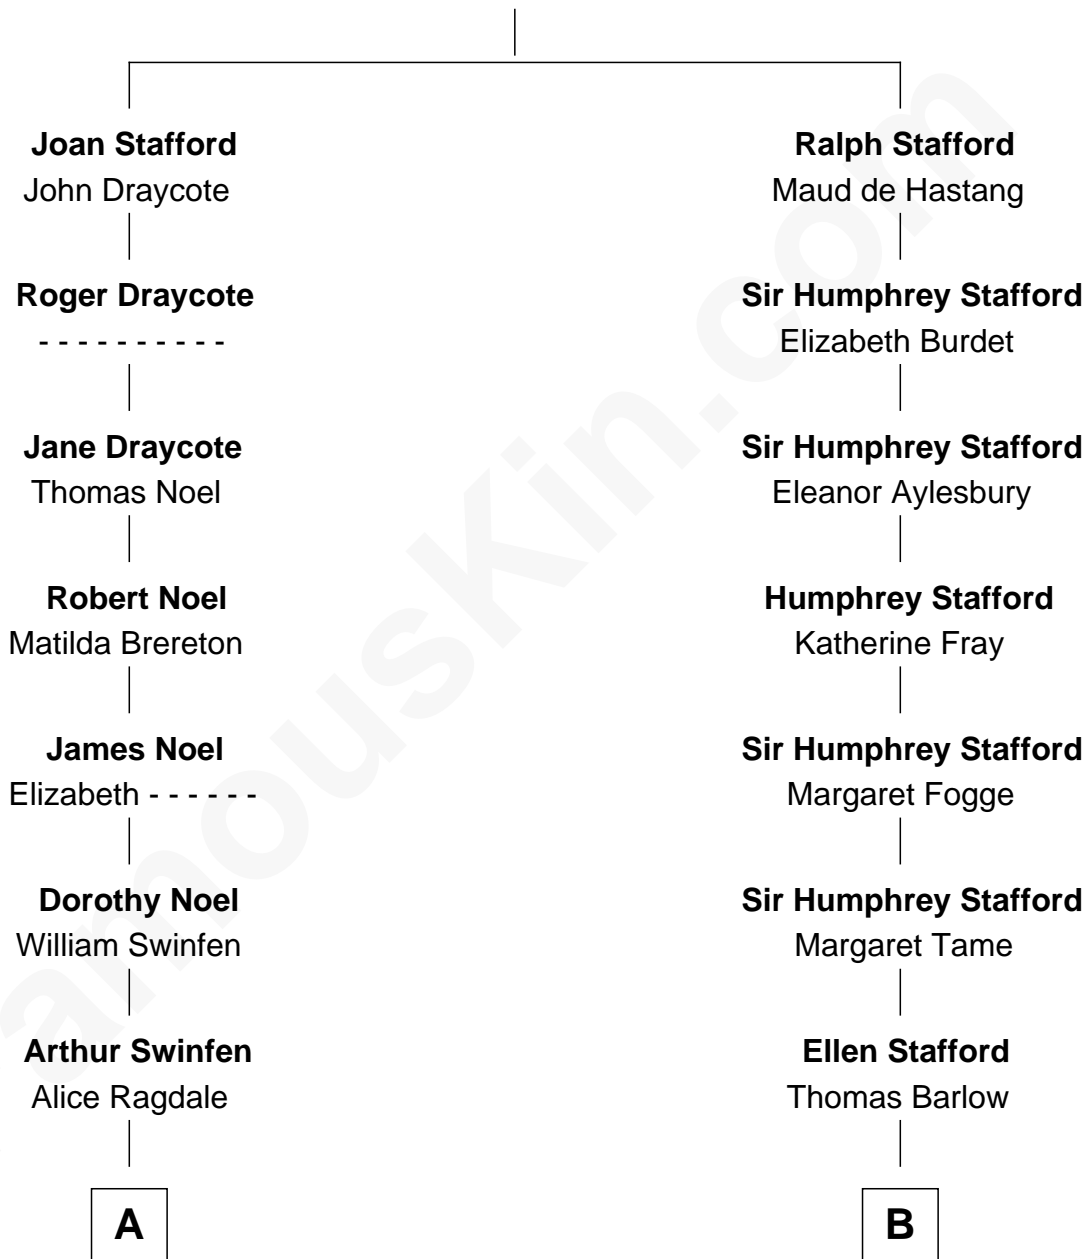 Joan Stafford
John Draycote
Roger Draycote
- - - - - - - - - -
Jane Draycote
Thomas Noel
Robert Noel
Matilda Brereton
James Noel
Elizabeth - - - - - -
Dorothy Noel
William Swinfen
Arthur Swinfen
Alice Ragdale
A
Ralph Stafford
Maud de Hastang
Sir Humphrey Stafford
Elizabeth Burdet
Sir Humphrey Stafford
Eleanor Aylesbury
Humphrey Stafford
Katherine Fray
Sir Humphrey Stafford
Margaret Fogge
Sir Humphrey Stafford
Margaret Tame
Ellen Stafford
Thomas Barlow
B
amousKin.com